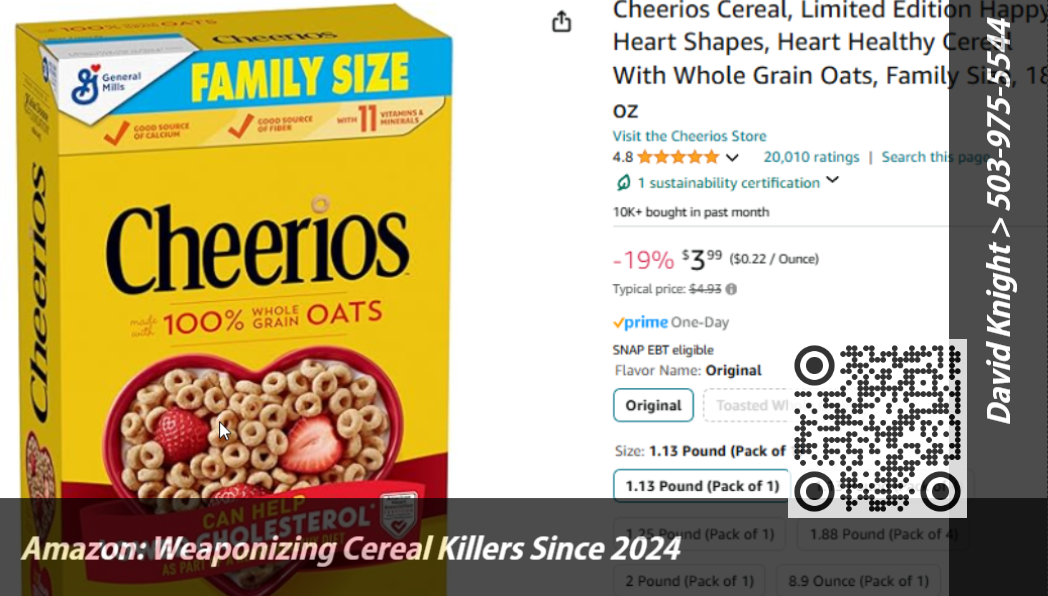 100% WHOLE GRAIN OATS
Cheerios
General
Mills
FAMILY SIZE
GOOD SOURCE
OF CALCIUM
GOOD SOURCE
OF FIBER
WITH 11 VITAMINS &
MINERALS
Cheerios
Cheerios
made
with
100% WHOLE
GRAIN OATS
CAN HELP
CHOLESTEROL*
AS PART
DIET
Cheerios Cereal, Limited Edition Happy
Heart Shapes, Heart Healthy Cereal
With Whole Grain Oats, Family Size, 18
oz
Visit the Cheerios Store
4.8
20,010 ratings | Search this page
1 sustainability certification
10K+ bought in past month
-19% $3.99 ($0.22 / Ounce)
Typical price: $4.93
prime One-Day
SNAP EBT eligible
Flavor Name: Original
Original
Toasted
Size: 1.13 Pound (Pack of
1.13 Pound (Pack of 1)
1.25 Pound (Pack of 1)
1.88 Pound (Pack of 4)
2 Pound (Pack of 1)
8.9 Ounce (Pack of 1)
David Knight > 503-975-5544
Amazon: Weaponizing Cereal Killers Since 2024